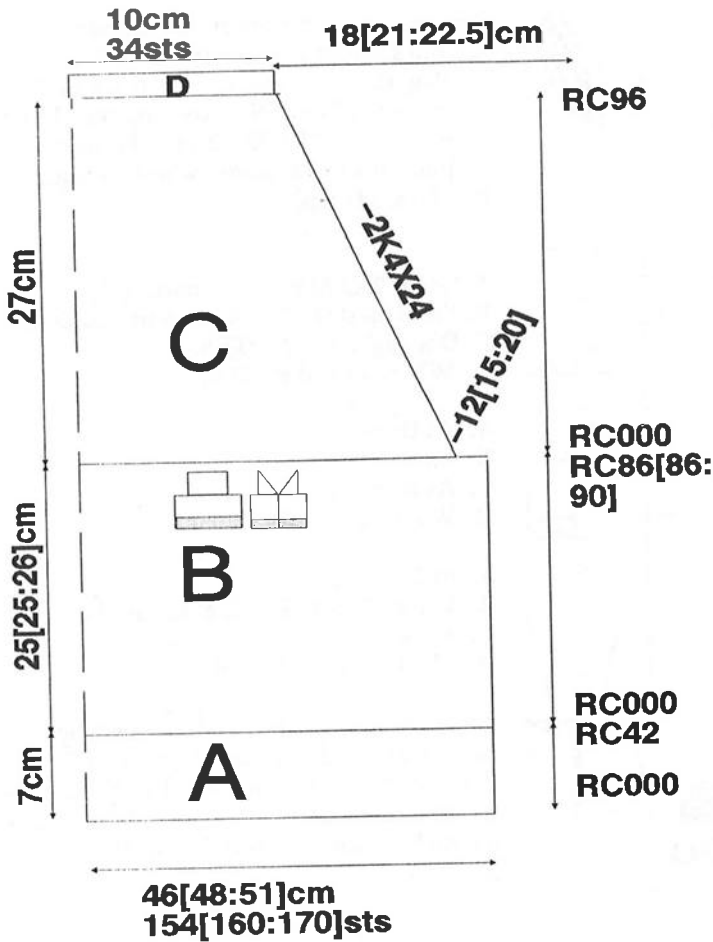 10cm
34sts
18[21:22.5]cm
D
RC96
27cm
-2K4X24
C
-12[15:20]
RC000
RC86[86:
90]
25[25:26]cm
B
RC000
RC42
7cm
A
RC000
46[48:51]cm
154[160:170]sts